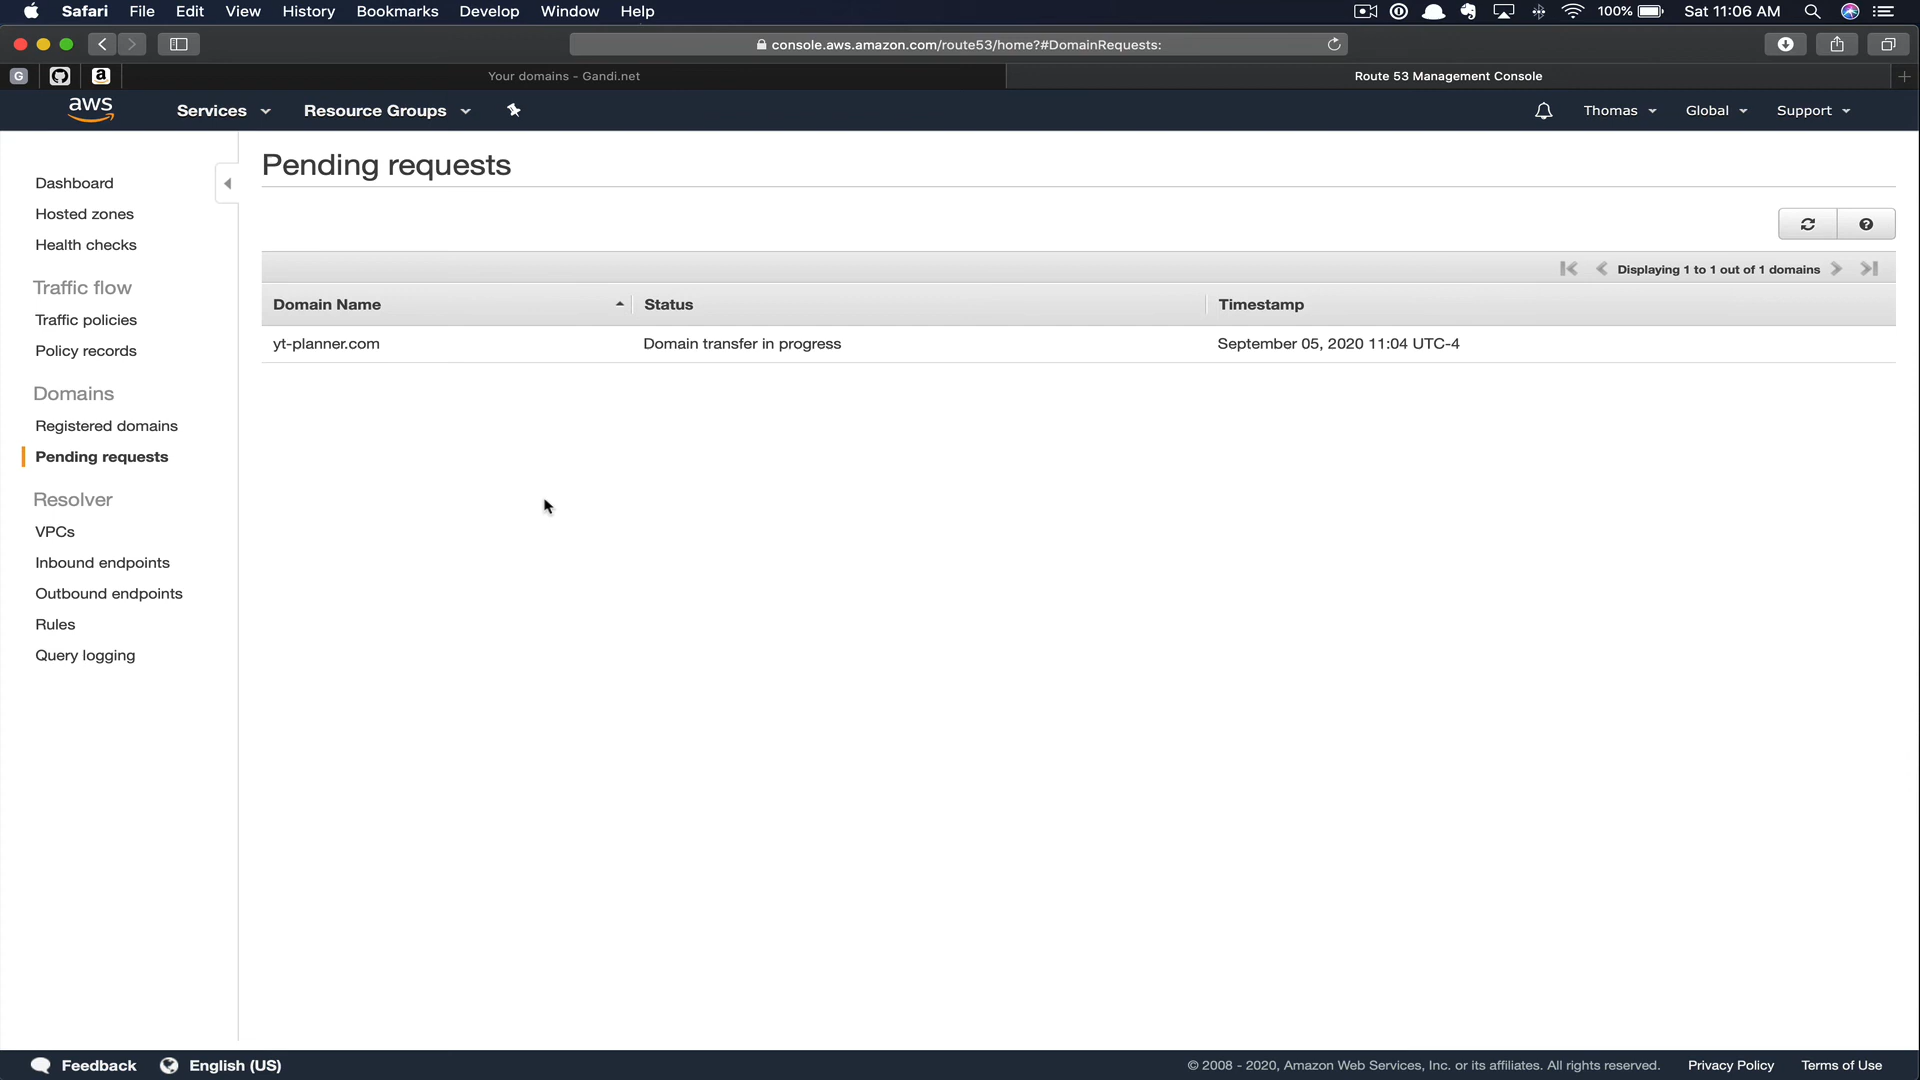 Safari File Edit View History Bookmarks Develop Window Help 100% Sat 11:06 AM
console.aws.amazon.com/route53/home?#DomainRequests:
G a Your domains – Gandi.net Route 53 Management Console
aws Services Resource Groups Thomas Global Support
Pending requests
Dashboard
Hosted zones
Health checks
Traffic flow
Traffic policies
Policy records
Domains
Registered domains
Pending requests
Resolver
VPCs
Inbound endpoints
Outbound endpoints
Rules
Query logging
?
Displaying 1 to 1 out of 1 domains
Domain Name Status Timestamp
yt-planner.com Domain transfer in progress September 05, 2020 11:04 UTC-4
Feedback English (US) © 2008 - 2020, Amazon Web Services, Inc. or its affiliates. All rights reserved. Privacy Policy Terms of Use